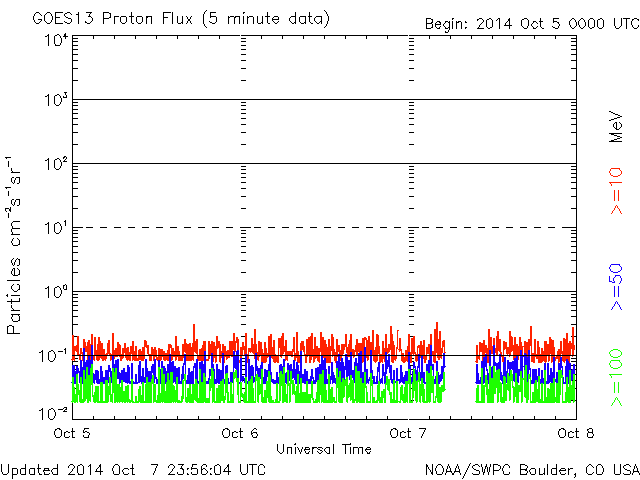 GOES13 Proton Flux (5 minute data)
Begin: 2014 Oct 5 0000 UTC
Particles cm⁻²s⁻¹sr⁻¹
10⁴
10³
10²
10¹
10⁰
10⁻¹
10⁻²
Oct 5 Oct 6 Oct 7 Oct 8
Universal Time
MeV
>=10
>=50
>=100
Updated 2014 Oct 7 23:56:04 UTC
NOAA/SWPC Boulder, CO USA